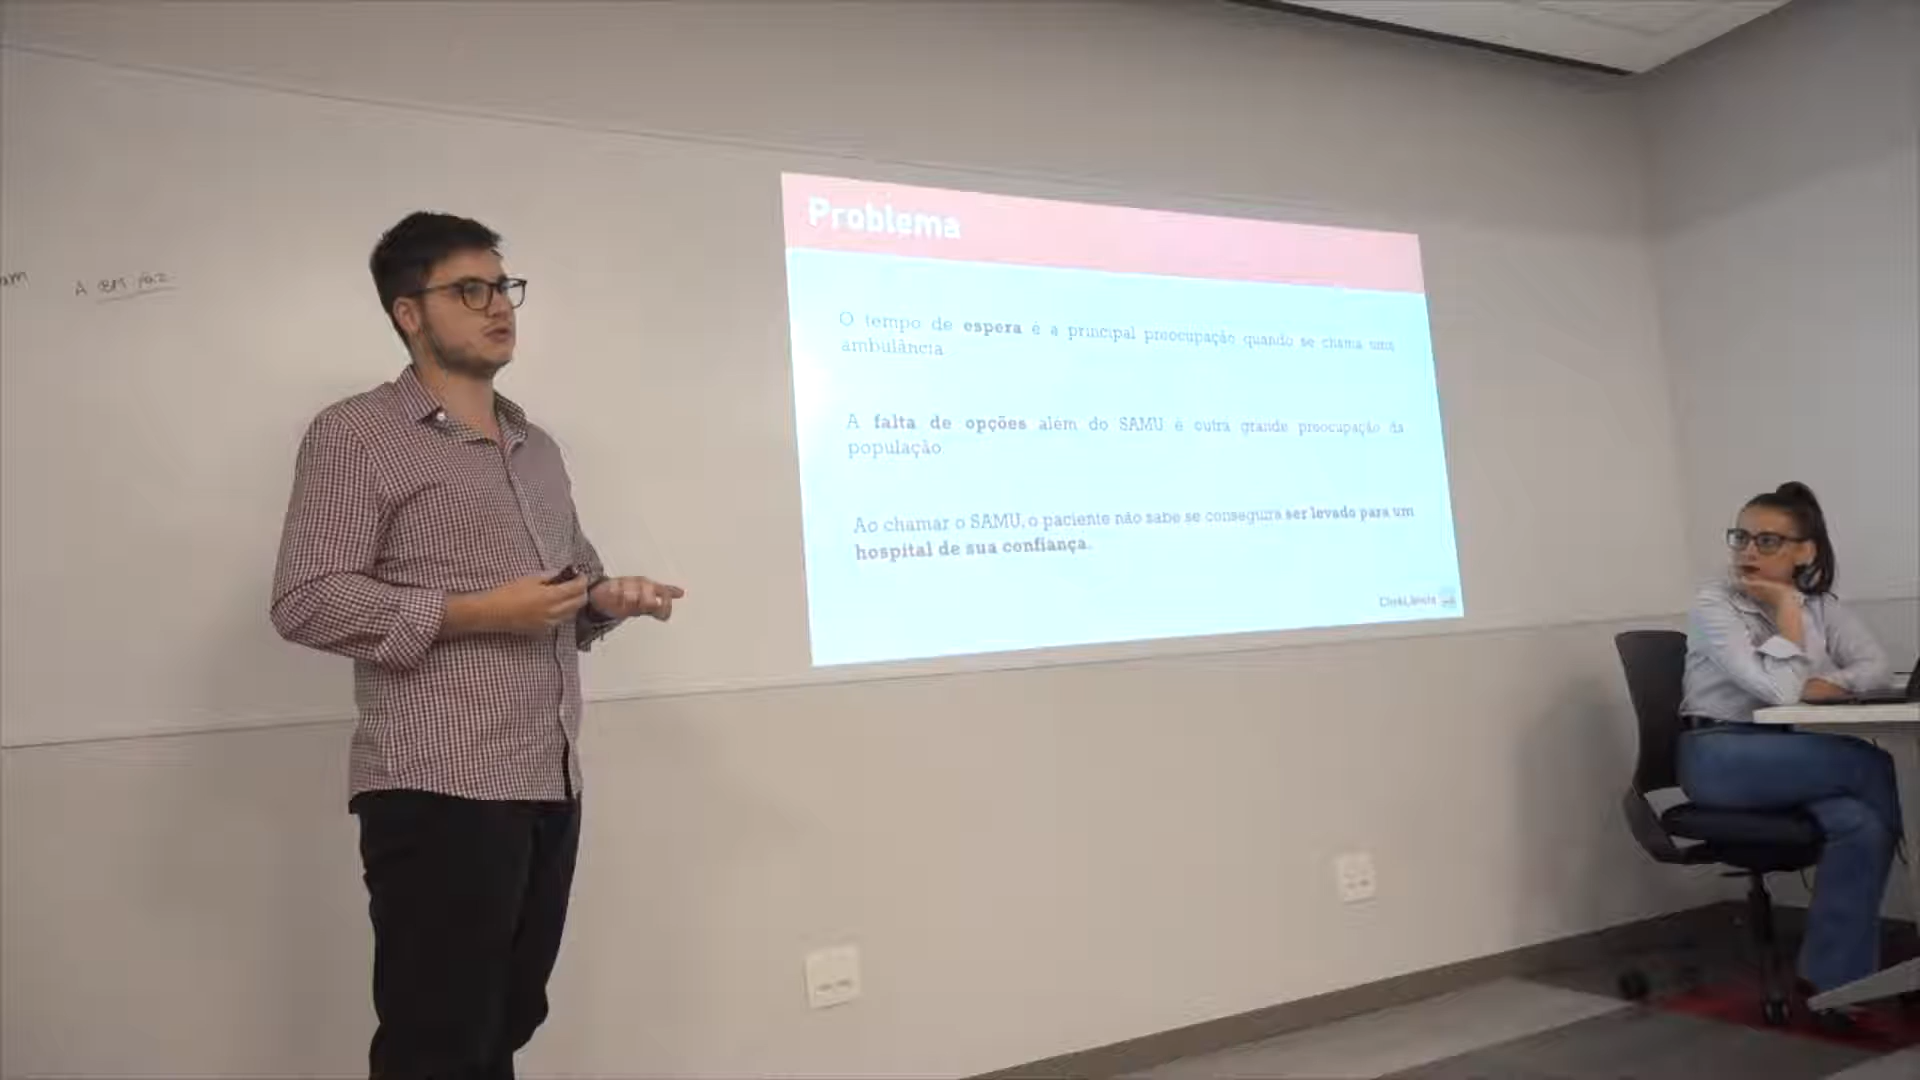 Problema
O tempo de espera é a principal preocupação quando se chama uma
ambulância
A falta de opções além do SAMU é outra grande preocupação da
população
Ao chamar o SAMU, o paciente não sabe se conseguirá ser levado para um
hospital de sua confiança.